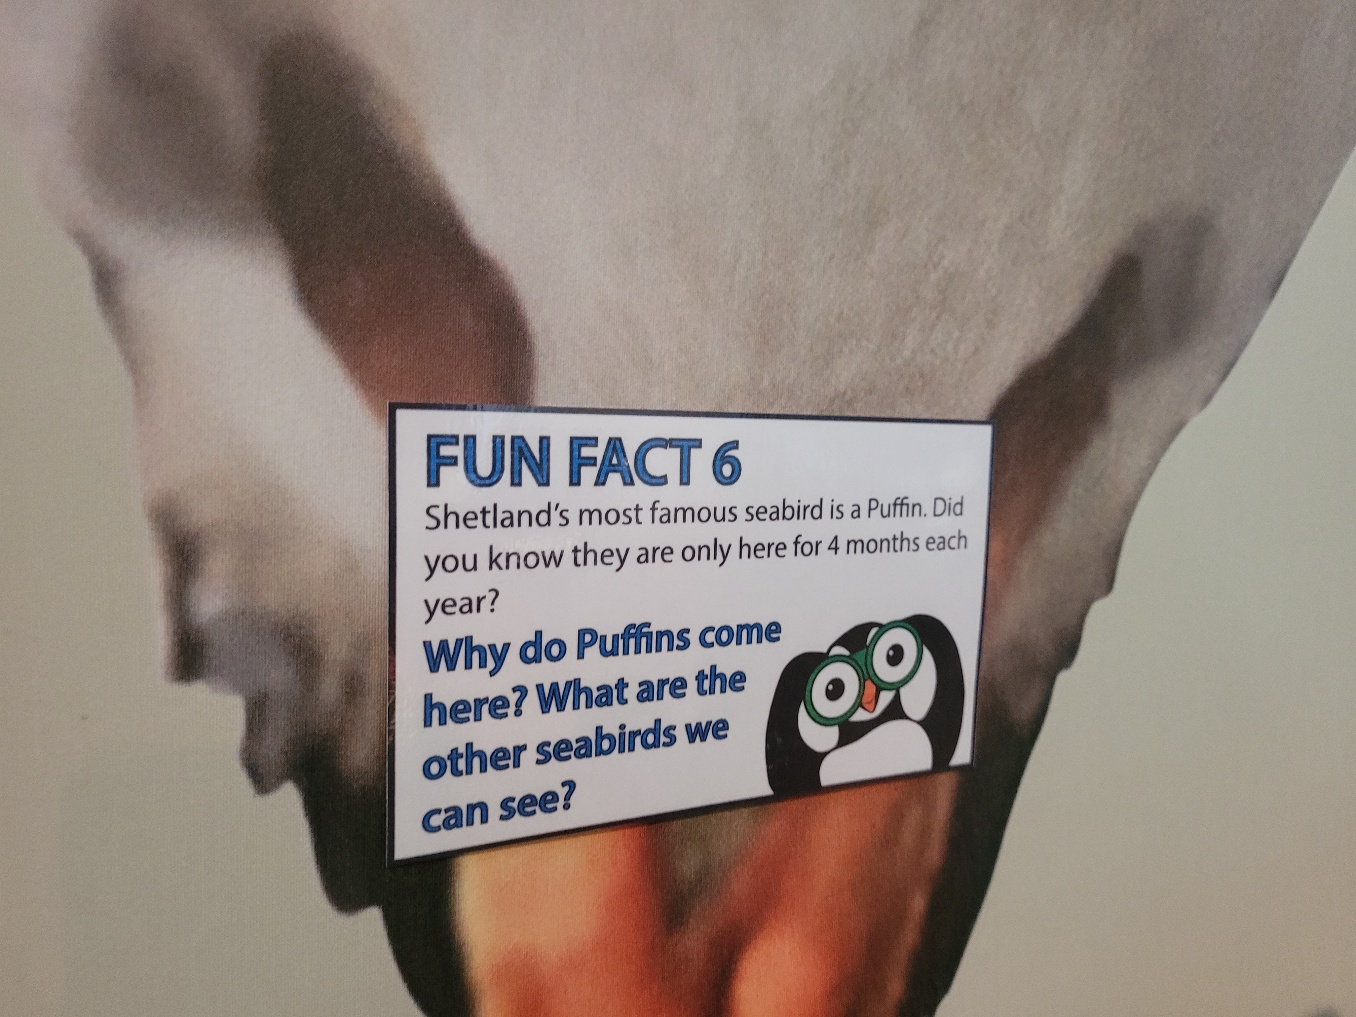 FUN FACT 6
Shetland's most famous seabird is a Puffin. Did
you know they are only here for 4 months each
year?
Why do Puffins come
here? What are the
other seabirds we
can see?